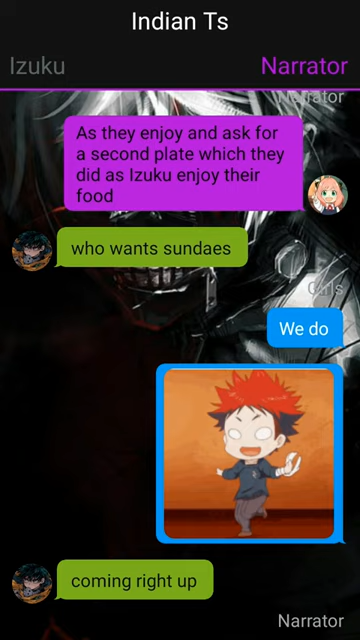 Indian Ts
Izuku
Narrator
Narrator
As they enjoy and ask for
a second plate which they
did as Izuku enjoy their
food
who wants sundaes
Girls
We do
coming right up
Narrator